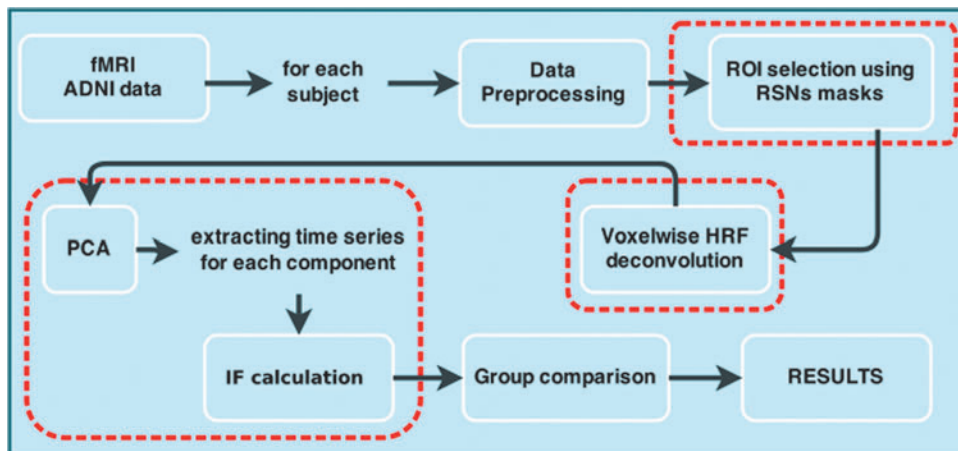 fMRI
ADNI data
for each
subject
Data
Preprocessing
ROI selection using
RSNs masks
Voxelwise HRF
deconvolution
PCA
extracting time series
for each component
IF calculation
Group comparison
RESULTS